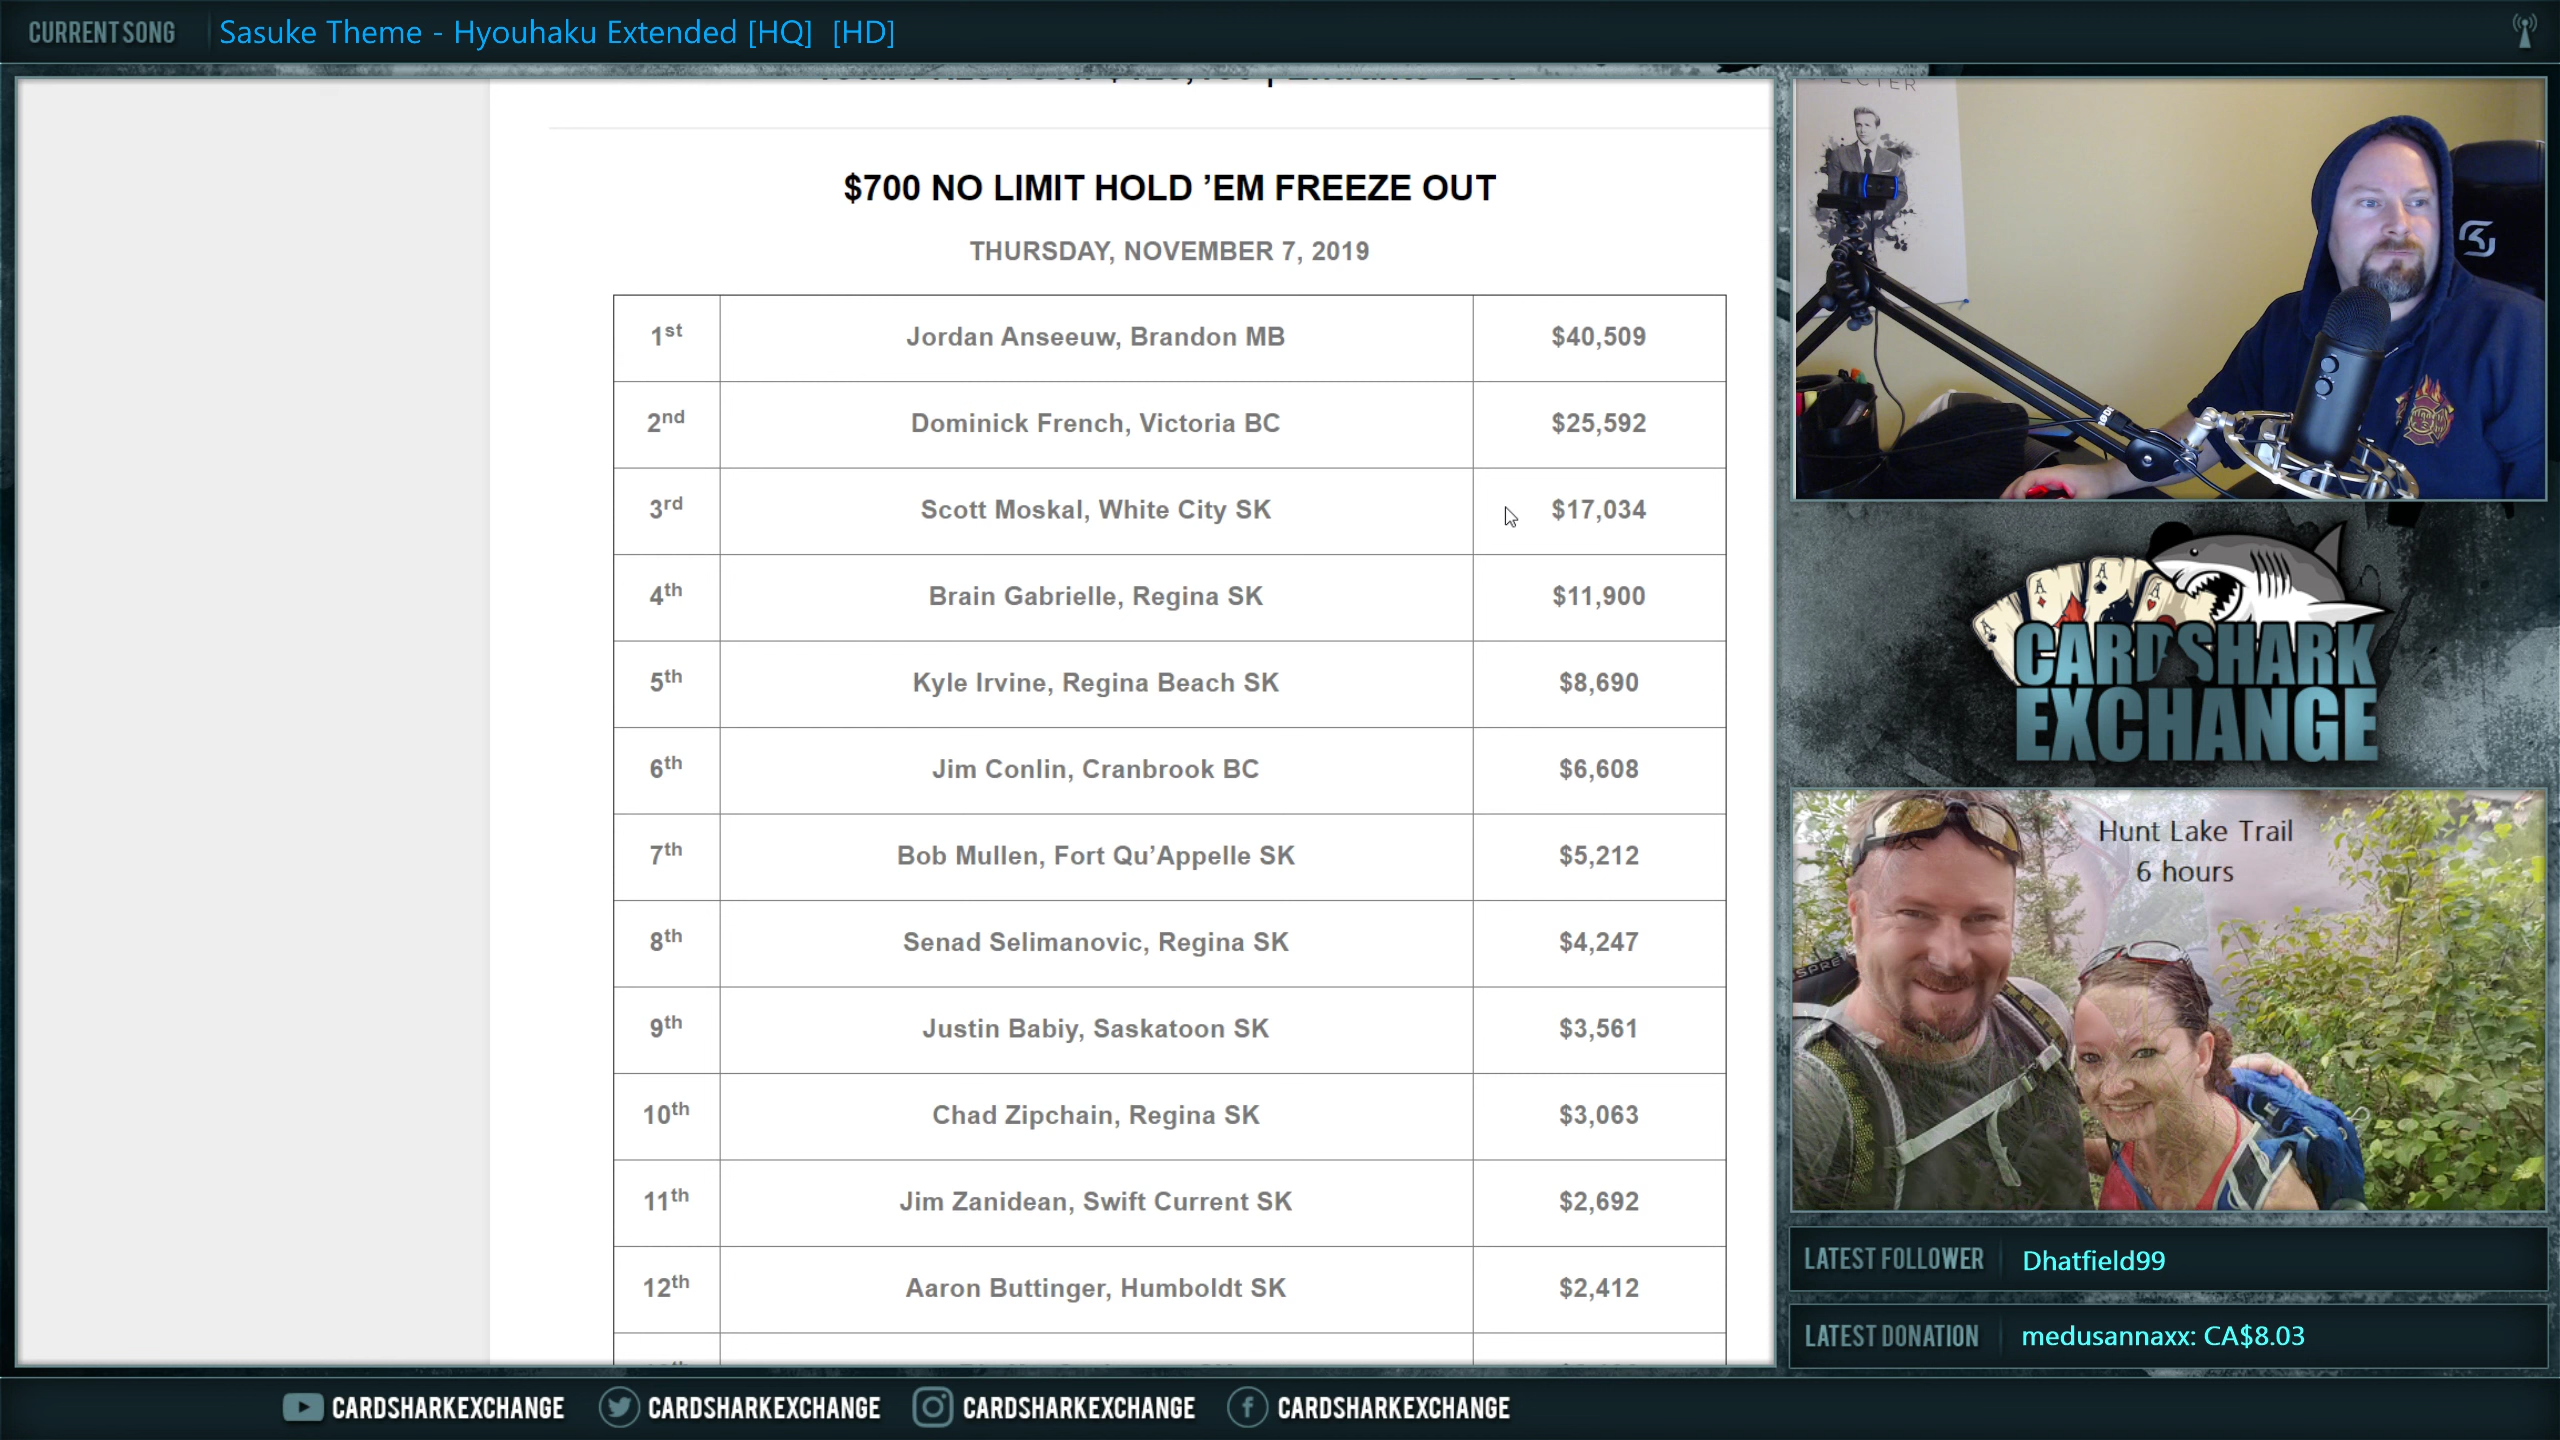 CURRENT SONG
Sasuke Theme - Hyouhaku Extended [HQ] [HD]
$700 NO LIMIT HOLD ’EM FREEZE OUT
THURSDAY, NOVEMBER 7, 2019
1st Jordan Anseeuw, Brandon MB $40,509
2nd Dominick French, Victoria BC $25,592
3rd Scott Moskal, White City SK $17,034
4th Brain Gabrielle, Regina SK $11,900
5th Kyle Irvine, Regina Beach SK $8,690
6th Jim Conlin, Cranbrook BC $6,608
7th Bob Mullen, Fort Qu’Appelle SK $5,212
8th Senad Selimanovic, Regina SK $4,247
9th Justin Babiy, Saskatoon SK $3,561
10th Chad Zipchain, Regina SK $3,063
11th Jim Zanidean, Swift Current SK $2,692
12th Aaron Buttinger, Humboldt SK $2,412
CARD SHARK
EXCHANGE
Hunt Lake Trail
6 hours
LATEST FOLLOWER Dhatfield99
LATEST DONATION medusannaxx: CA$8.03
CARDSHARKEXCHANGE CARDSHARKEXCHANGE CARDSHARKEXCHANGE CARDSHARKEXCHANGE